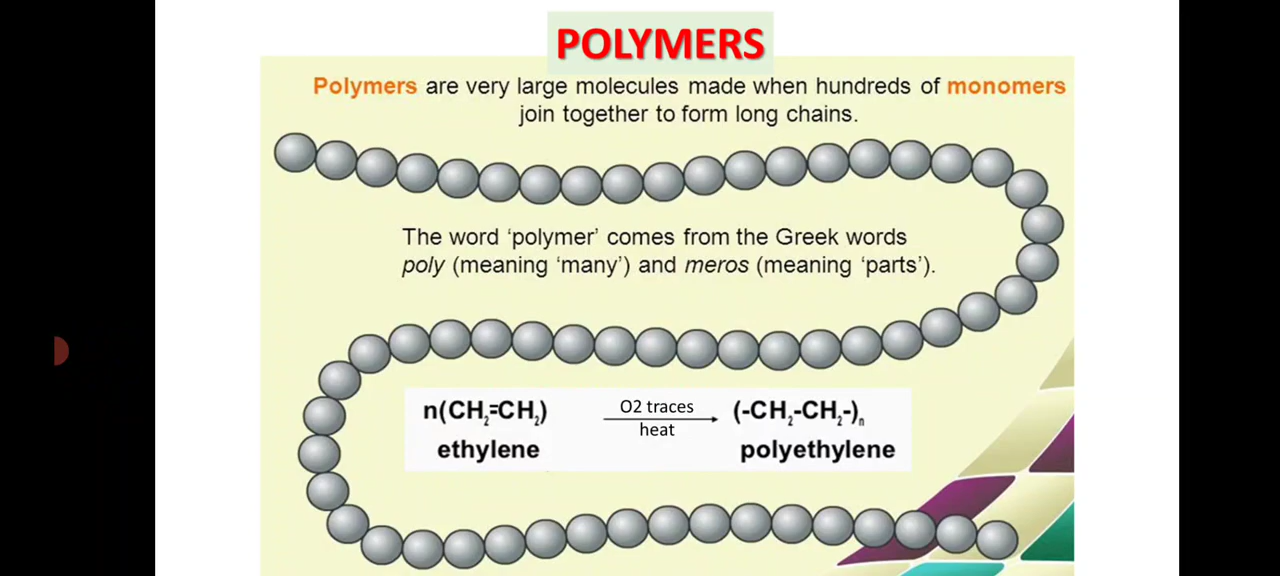 POLYMERS
Polymers are very large molecules made when hundreds of monomers
join together to form long chains.
The word ‘polymer’ comes from the Greek words
poly (meaning ‘many’) and meros (meaning ‘parts’).
n(CH₂=CH₂) O2 traces (-CH₂-CH₂-)ₙ
heat
ethylene polyethylene